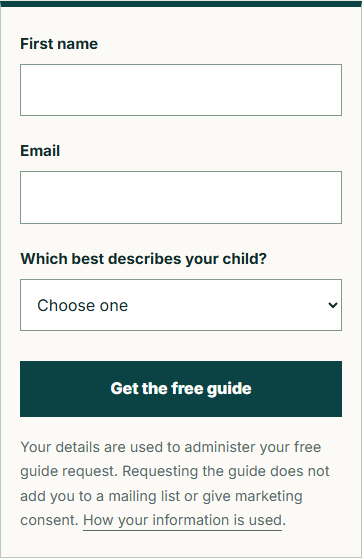 First name
Email
Which best describes your child?
Choose one
Get the free guide
Your details are used to administer your free
guide request. Requesting the guide does not
add you to a mailing list or give marketing
consent. How your information is used.